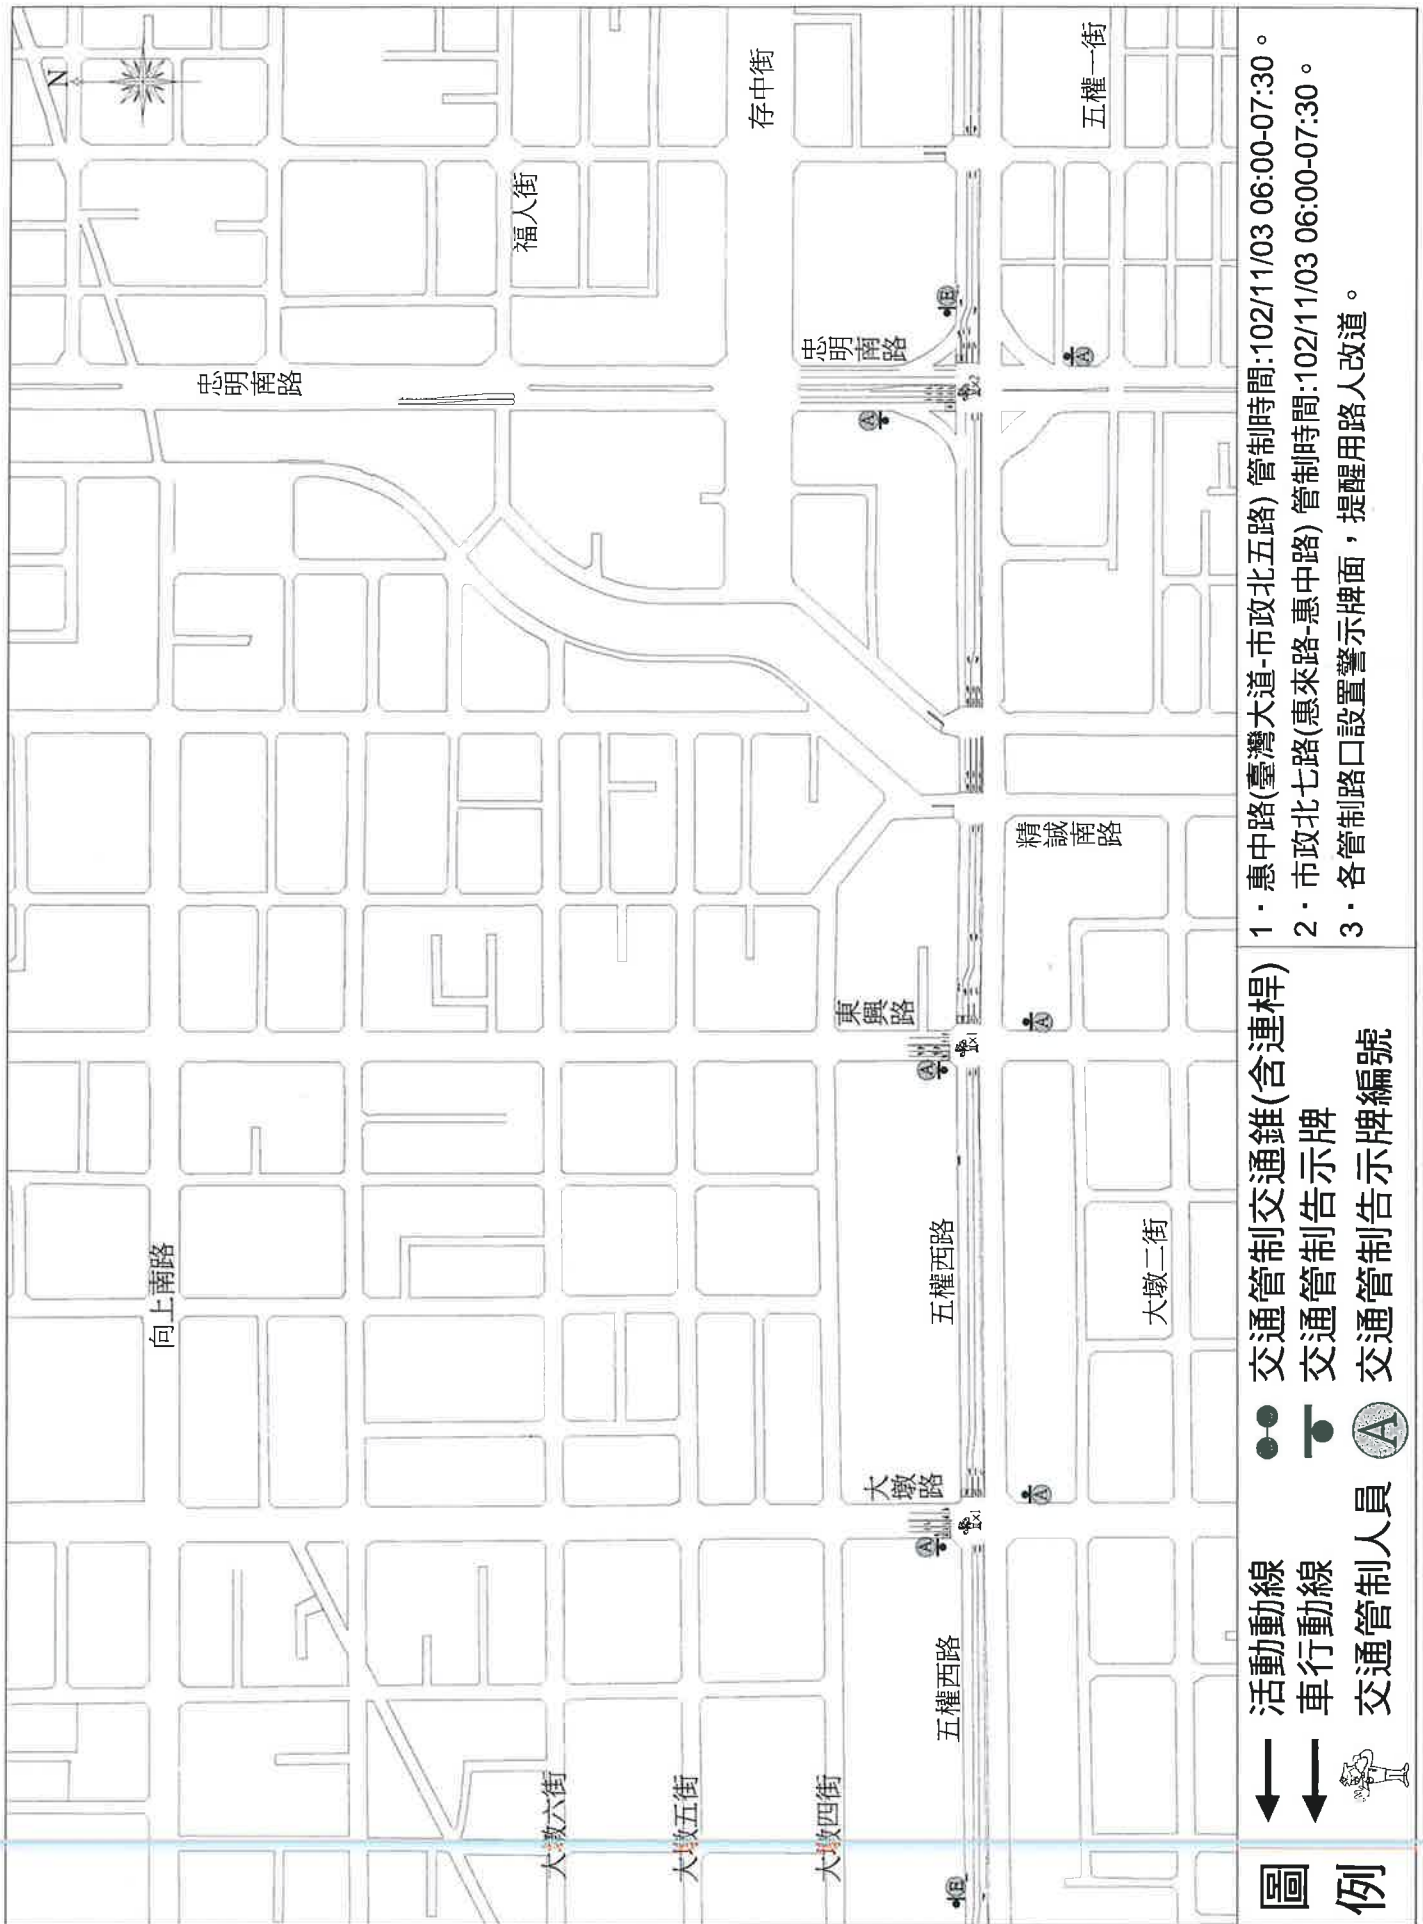 N
向上南路
忠明南路
福人街
存中街
忠明南路
五權一街
大墩六街
大墩五街
大墩四街
大墩路
東興路
精誠南路
五權西路
五權西路
大墩二街
E
A
x1
A
A
x1
A
A
x2
A
E
圖例
活動動線
車行動線
交通管制人員
交通管制交通錐(含連桿)
交通管制告示牌
A 交通管制告示牌編號
1．惠中路(臺灣大道-市政北五路) 管制時間:102/11/03 06:00-07:30。
2．市政北七路(惠來路-惠中路) 管制時間:102/11/03 06:00-07:30。
3．各管制路口設置警示牌面，提醒用路人改道。